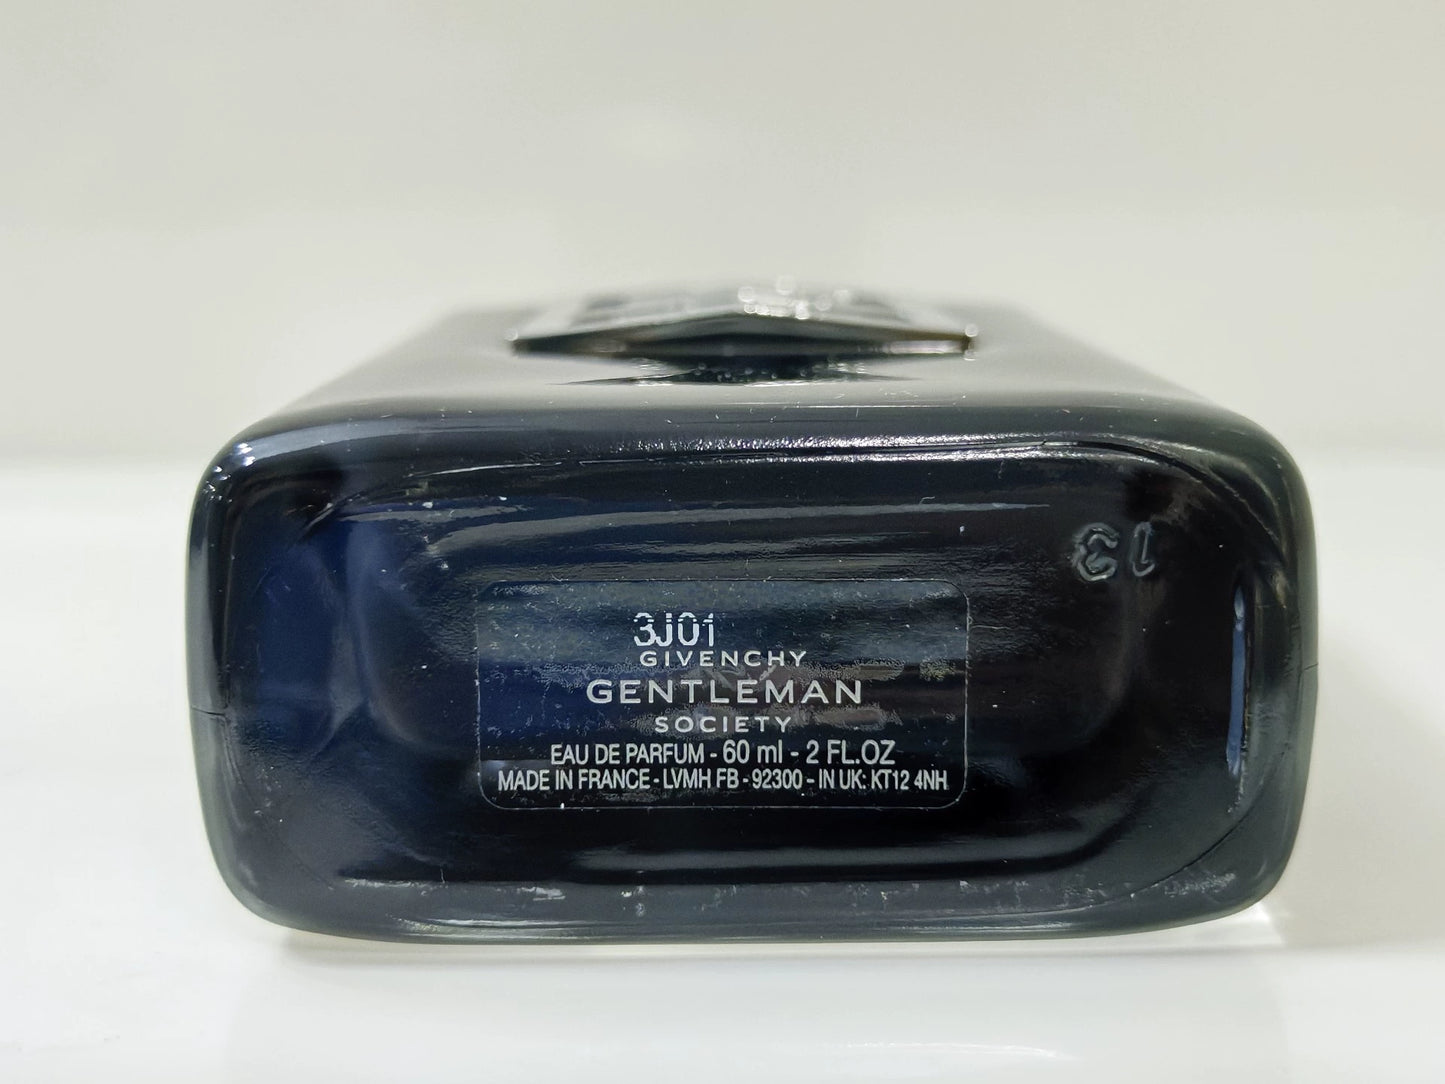 13
3J01
GIVENCHY
GENTLEMAN
SOCIETY
EAU DE PARFUM - 60 ml - 2 FL.OZ
MADE IN FRANCE - LVMH FB - 92300 - IN UK: KT12 4NH